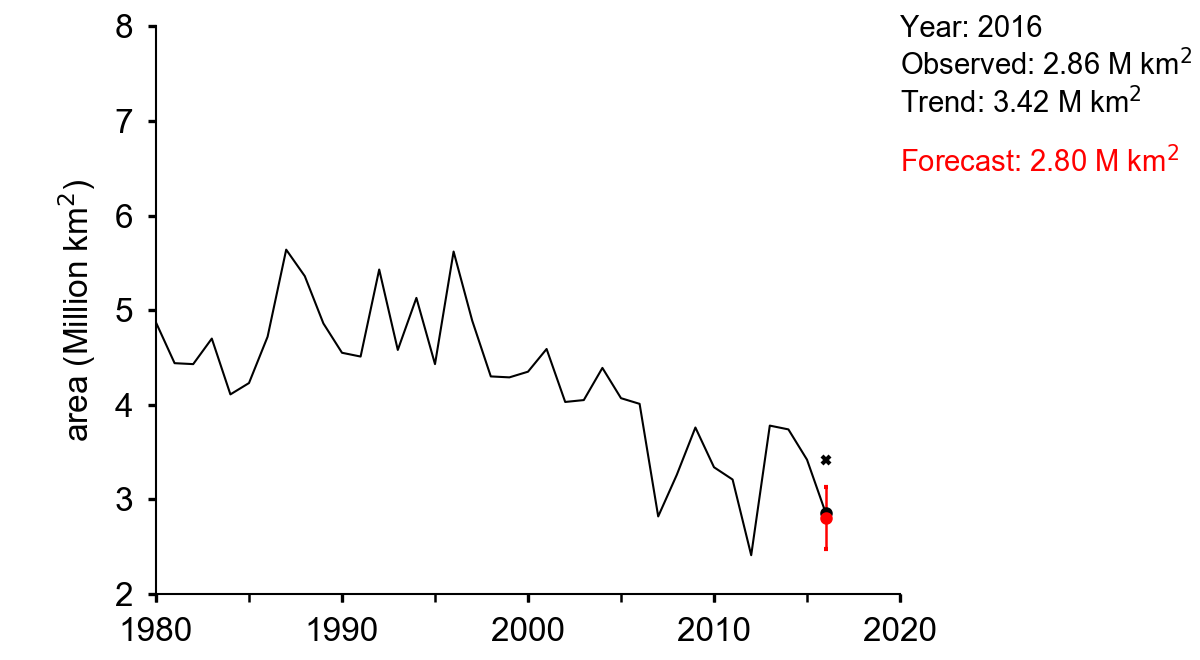 Year: 2016
Observed: 2.86 M km²
Trend: 3.42 M km²
Forecast: 2.80 M km²
area (Million km²)
8
7
6
5
4
3
2
1980 1990 2000 2010 2020